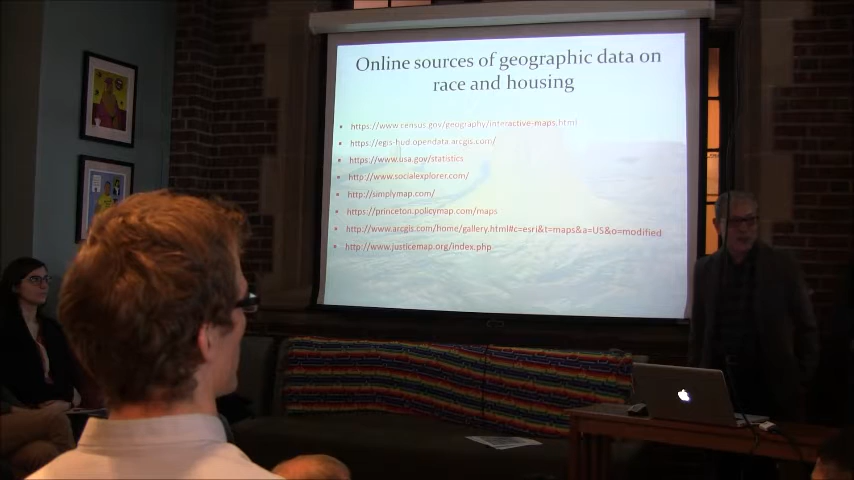 Online sources of geographic data on
race and housing
https://www.census.gov/geography/interactive-maps.html
https://egis-hud.opendata.arcgis.com/
https://www.usa.gov/statistics
http://www.socialexplorer.com/
http://simplymap.com/
https://princeton.policymap.com/maps
http://www.arcgis.com/home/gallery.html#c=esri&t=maps&a=US&o=modified
http://www.justicemap.org/index.php